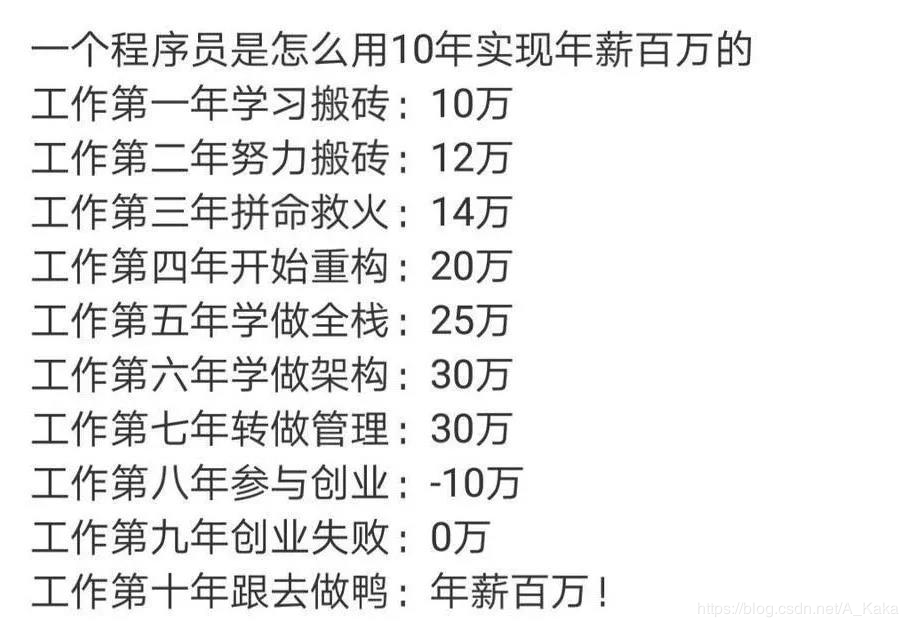 一个程序员是怎么用10年实现年薪百万的
工作第一年学习搬砖：10万
工作第二年努力搬砖：12万
工作第三年拼命救火：14万
工作第四年开始重构：20万
工作第五年学做全栈：25万
工作第六年学做架构：30万
工作第七年转做管理：30万
工作第八年参与创业：-10万
工作第九年创业失败：0万
工作第十年跟去做鸭：年薪百万！
https://blog.csdn.net/A_Kaka